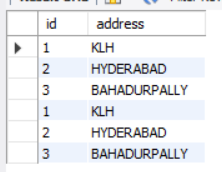 id address
1 KLH
2 HYDERABAD
3 BAHADURPALLY
1 KLH
2 HYDERABAD
3 BAHADURPALLY